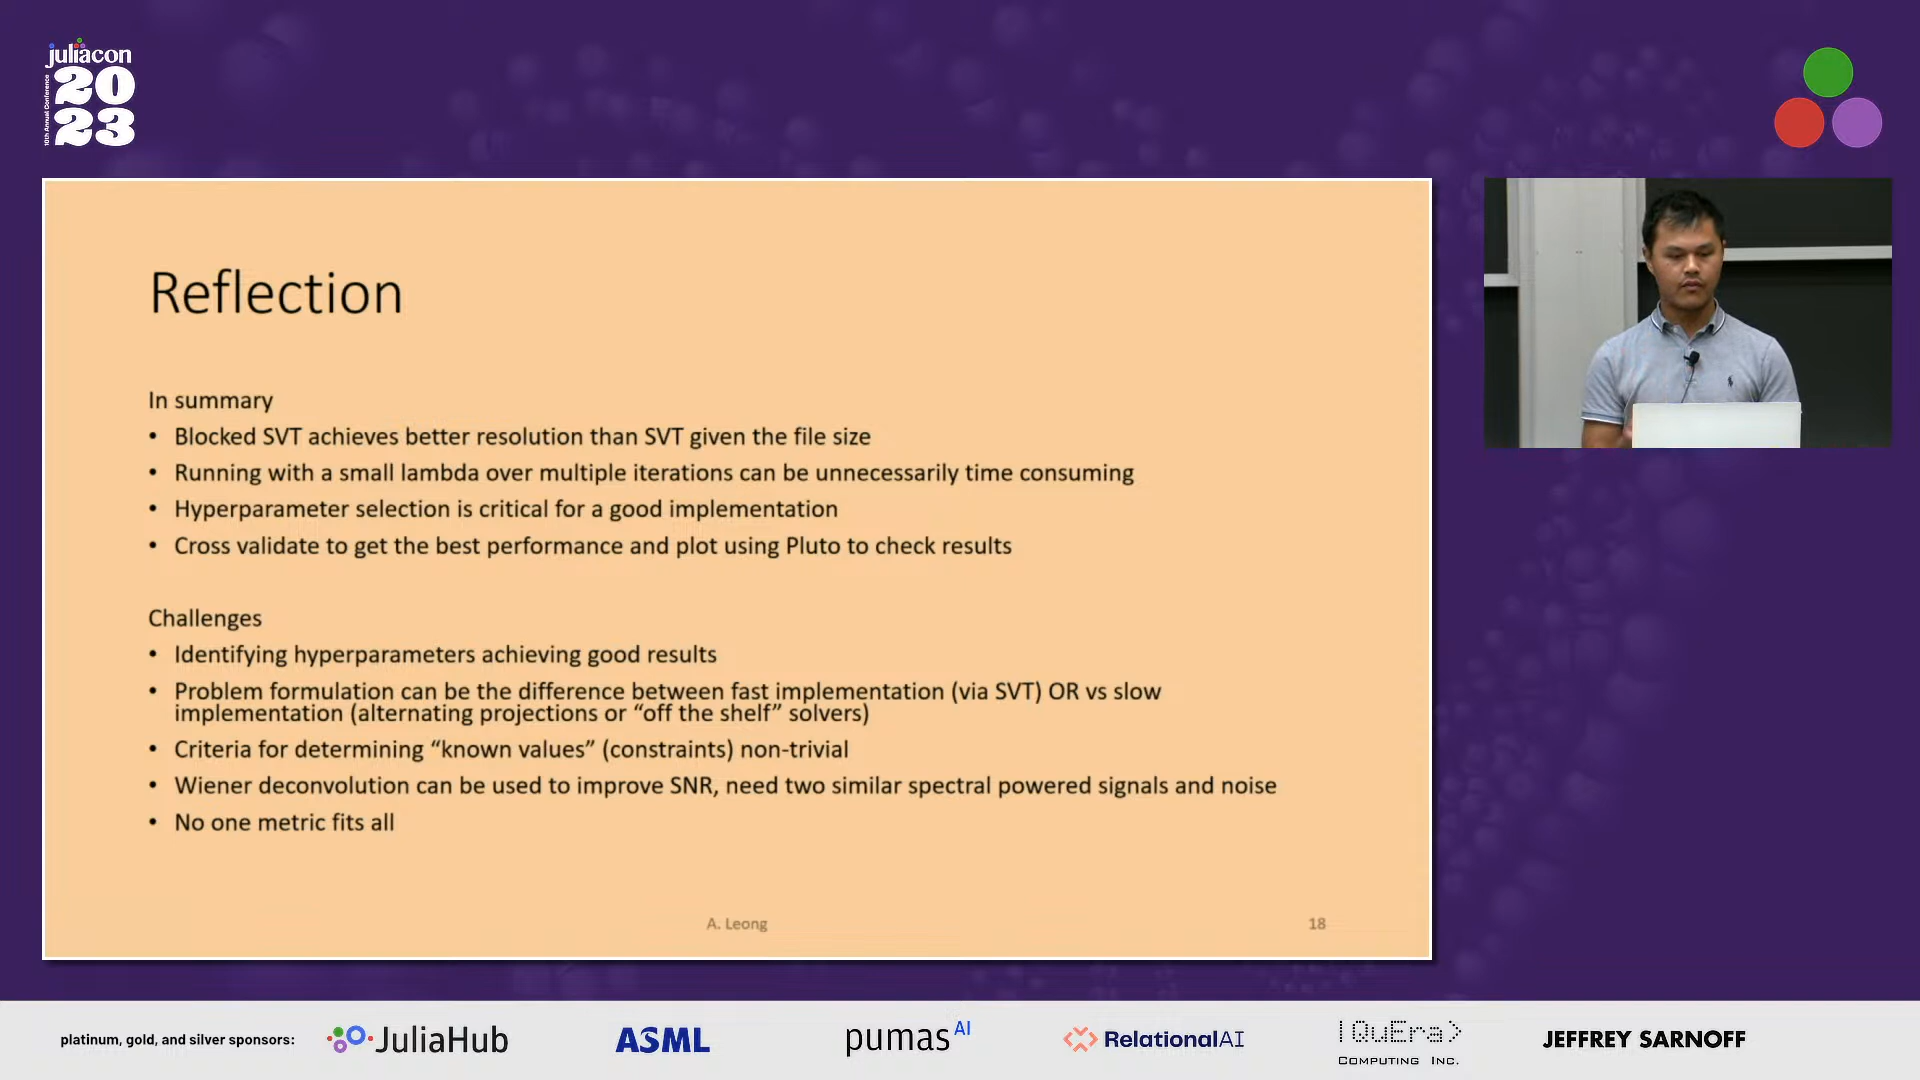 juliacon
10th Annual Conference
20
23
Reflection
In summary
• Blocked SVT achieves better resolution than SVT given the file size
• Running with a small lambda over multiple iterations can be unnecessarily time consuming
• Hyperparameter selection is critical for a good implementation
• Cross validate to get the best performance and plot using Pluto to check results
Challenges
• Identifying hyperparameters achieving good results
• Problem formulation can be the difference between fast implementation (via SVT) OR vs slow
implementation (alternating projections or “off the shelf” solvers)
• Criteria for determining “known values” (constraints) non-trivial
• Wiener deconvolution can be used to improve SNR, need two similar spectral powered signals and noise
• No one metric fits all
A. Leong
18
platinum, gold, and silver sponsors:
JuliaHub
ASML
pumasAI
RelationalAI
|QuEra>
COMPUTING INC.
JEFFREY SARNOFF